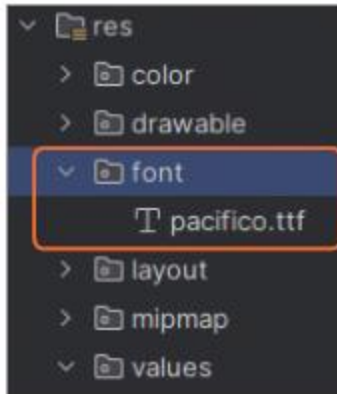 res
color
drawable
font
pacifico.ttf
layout
mipmap
values